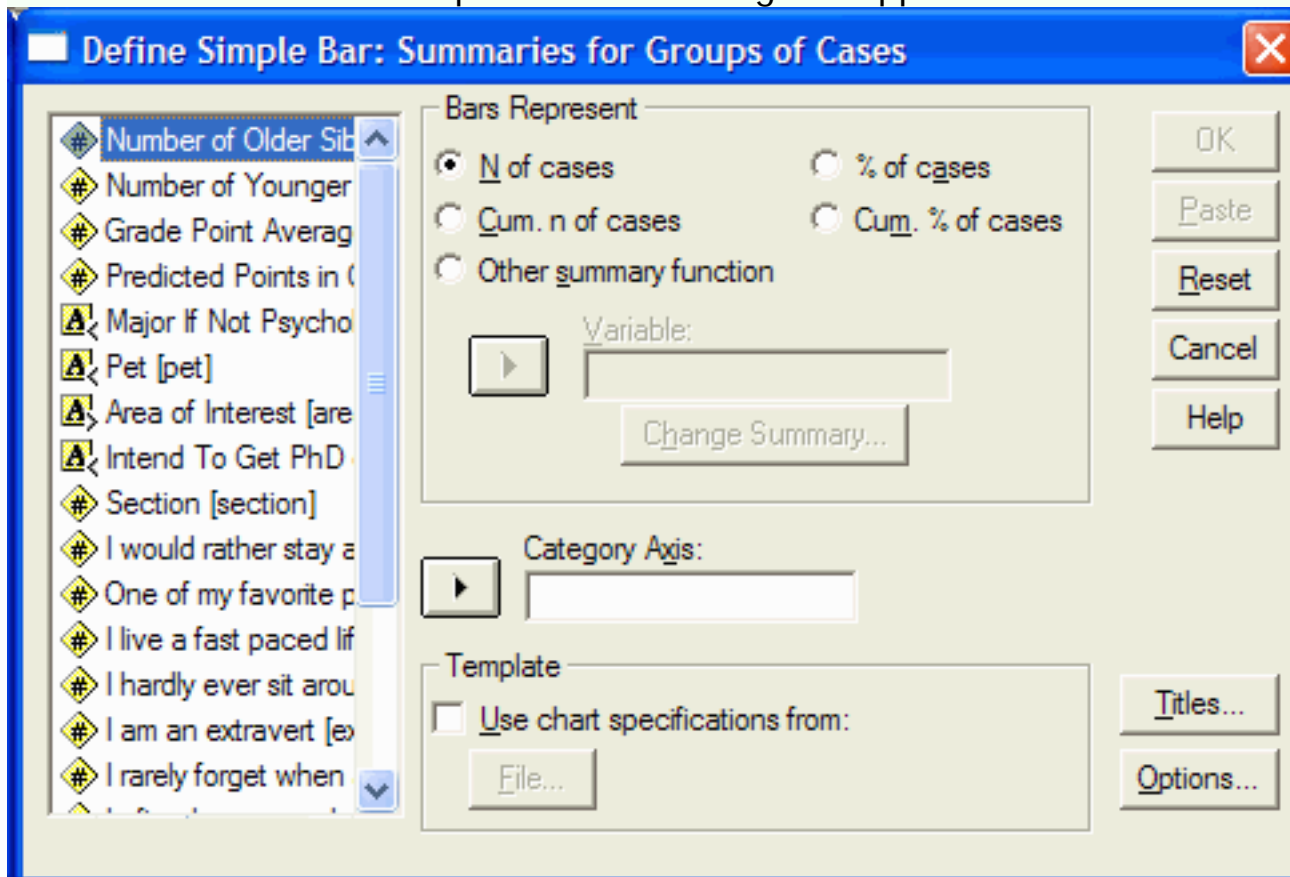 Define Simple Bar: Summaries for Groups of Cases
Number of Older Sib
Number of Younger
Grade Point Averag
Predicted Points in
Major If Not Psychol
Pet [pet]
Area of Interest [are
Intend To Get PhD
Section [section]
I would rather stay a
One of my favorite p
I live a fast paced lif
I hardly ever sit arou
I am an extravert [ex
I rarely forget when
Bars Represent
N of cases
% of cases
Cum. n of cases
Cum. % of cases
Other summary function
Variable:
Change Summary...
Category Axis:
Template
Use chart specifications from:
File...
OK
Paste
Reset
Cancel
Help
Titles...
Options...